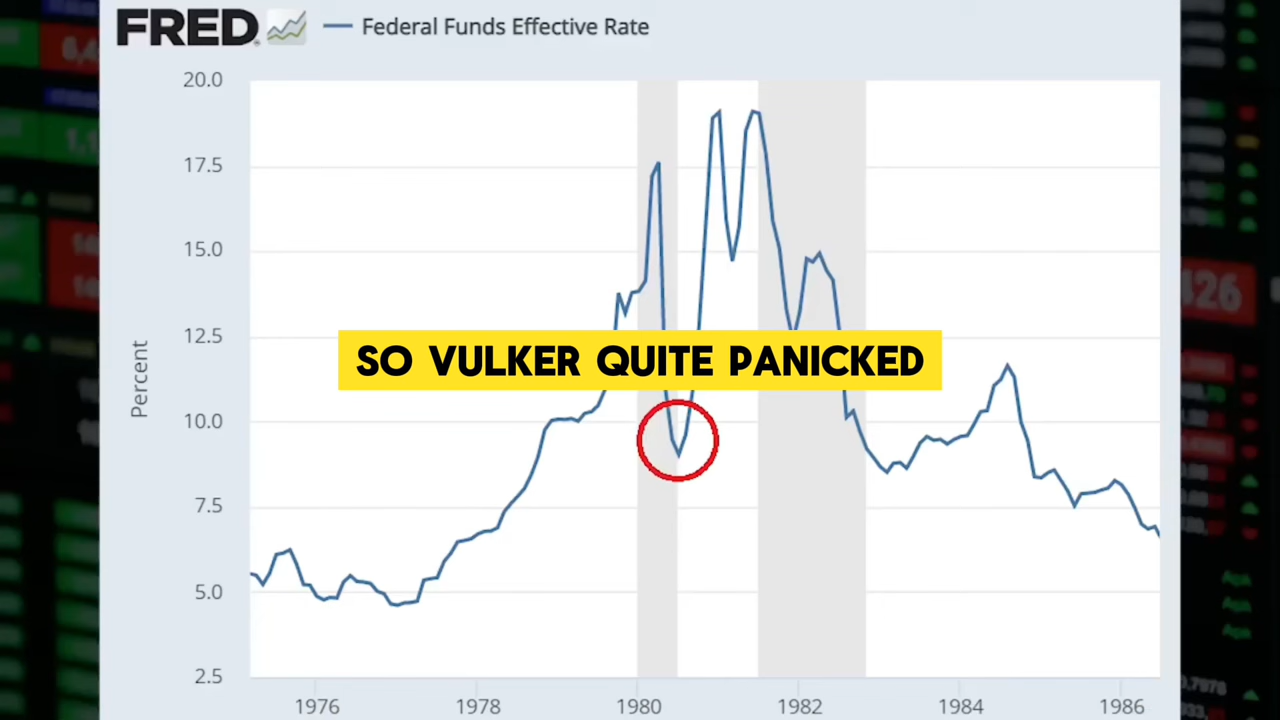 FRED Federal Funds Effective Rate
20.0
17.5
15.0
12.5
SO VULKER QUITE PANICKED
Percent
10.0
7.5
5.0
2.5
1976 1978 1980 1982 1984 1986
426